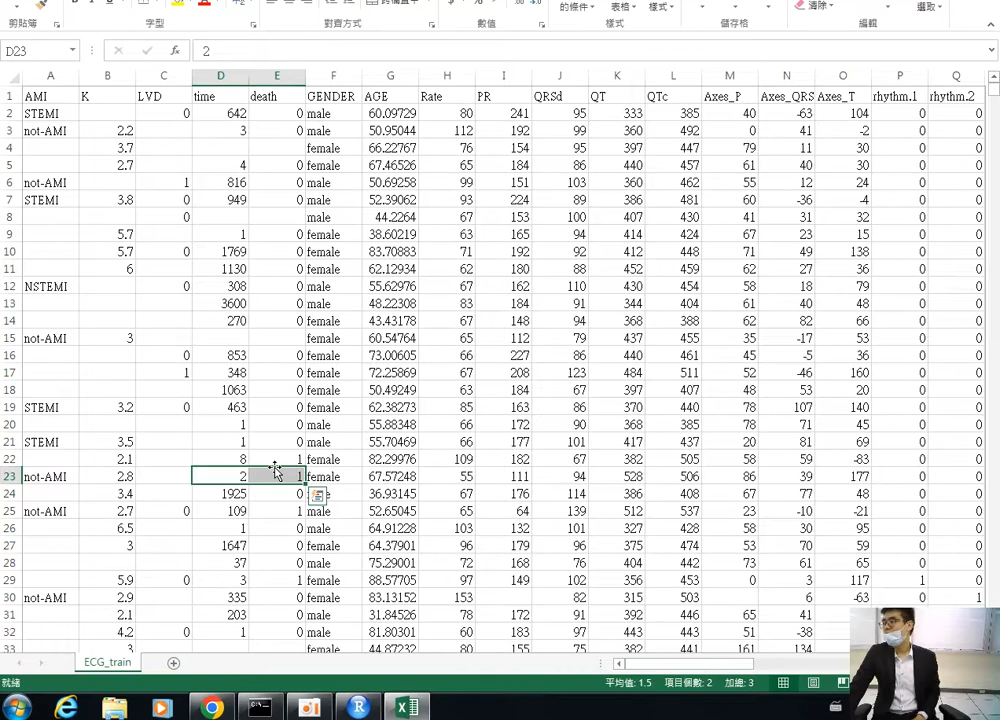 剪貼簿 字型 對齊方式 數值 的條件 表格 樣式 樣式 儲存格 清除 編輯 選取
D23 fx 2
A B C D E F G H I J K L M N O P Q
1 AMI K LVD time death GENDER AGE Rate PR QRSd QT QTc Axes_P Axes_QRS Axes_T rhythm.1 rhythm.2
2 STEMI 0 642 0 male 60.09729 80 241 95 333 385 40 -63 104 0 0
3 not-AMI 2.2 3 0 male 50.95044 112 192 99 360 492 0 41 -2 0 0
4 3.7 female 66.22767 76 154 95 397 447 79 11 30 0 0
5 2.7 4 0 female 67.46526 65 184 86 440 457 61 40 30 0 0
6 not-AMI 1 816 0 male 50.69258 99 151 103 360 462 55 12 24 0 0
7 STEMI 3.8 0 949 0 male 52.39062 93 224 89 386 481 60 -36 -4 0 0
8 0 male 44.2264 67 153 100 407 430 41 31 32 0 0
9 5.7 1 0 female 38.60219 63 165 94 414 424 67 23 15 0 0
10 5.7 0 1769 0 female 83.70883 71 192 92 412 448 71 41 138 0 0
11 6 1130 0 female 62.12934 62 180 88 452 459 62 27 36 0 0
12 NSTEMI 0 308 0 male 55.62976 67 162 110 430 454 58 18 79 0 0
13 3600 0 male 48.22308 83 184 91 344 404 61 40 48 0 0
14 270 0 female 43.43178 67 148 94 368 388 62 82 66 0 0
15 not-AMI 3 female 60.54764 65 112 79 437 455 35 -17 53 0 0
16 0 853 0 female 73.00605 66 227 86 440 461 45 -5 36 0 0
17 1 348 0 female 72.25869 67 208 123 484 511 52 -46 160 0 0
18 1063 0 female 50.49249 63 184 67 397 407 48 53 20 0 0
19 STEMI 3.2 0 463 0 female 62.38273 85 163 86 370 440 78 107 140 0 0
20 1 0 male 55.88348 66 172 90 368 385 78 71 45 0 0
21 STEMI 3.5 1 0 male 55.70469 68 177 101 417 437 20 81 69 0 0
22 2.1 8 1 female 82.29976 109 182 67 382 505 58 59 -83 0 0
23 not-AMI 2.8 2 1 female 67.57248 55 111 94 528 506 86 39 177 0 0
24 3.4 1925 0 36.93145 67 176 114 386 408 67 77 48 0 0
25 not-AMI 2.7 0 109 1 male 52.65045 65 64 139 512 537 23 -10 -21 0 0
26 6.5 1 0 male 64.91228 103 132 101 327 428 58 30 95 0 0
27 3 1647 0 female 64.37901 96 179 96 375 474 53 70 59 0 0
28 37 0 male 75.29001 72 168 76 404 442 73 61 65 0 0
29 5.9 0 3 1 female 88.57705 97 149 102 356 453 0 3 117 1 0
30 not-AMI 2.9 335 0 female 83.13152 153 82 315 503 6 -63 0 1
31 2.1 203 0 male 31.84526 78 172 91 392 446 65 41
32 4.2 0 1 0 male 81.80301 60 183 97 443 443 51 -38
33 3 female 44.87232 80 155 75 382 441 161 134
ECG_train
就緒 平均值: 1.5 項目個數: 2 加總: 3